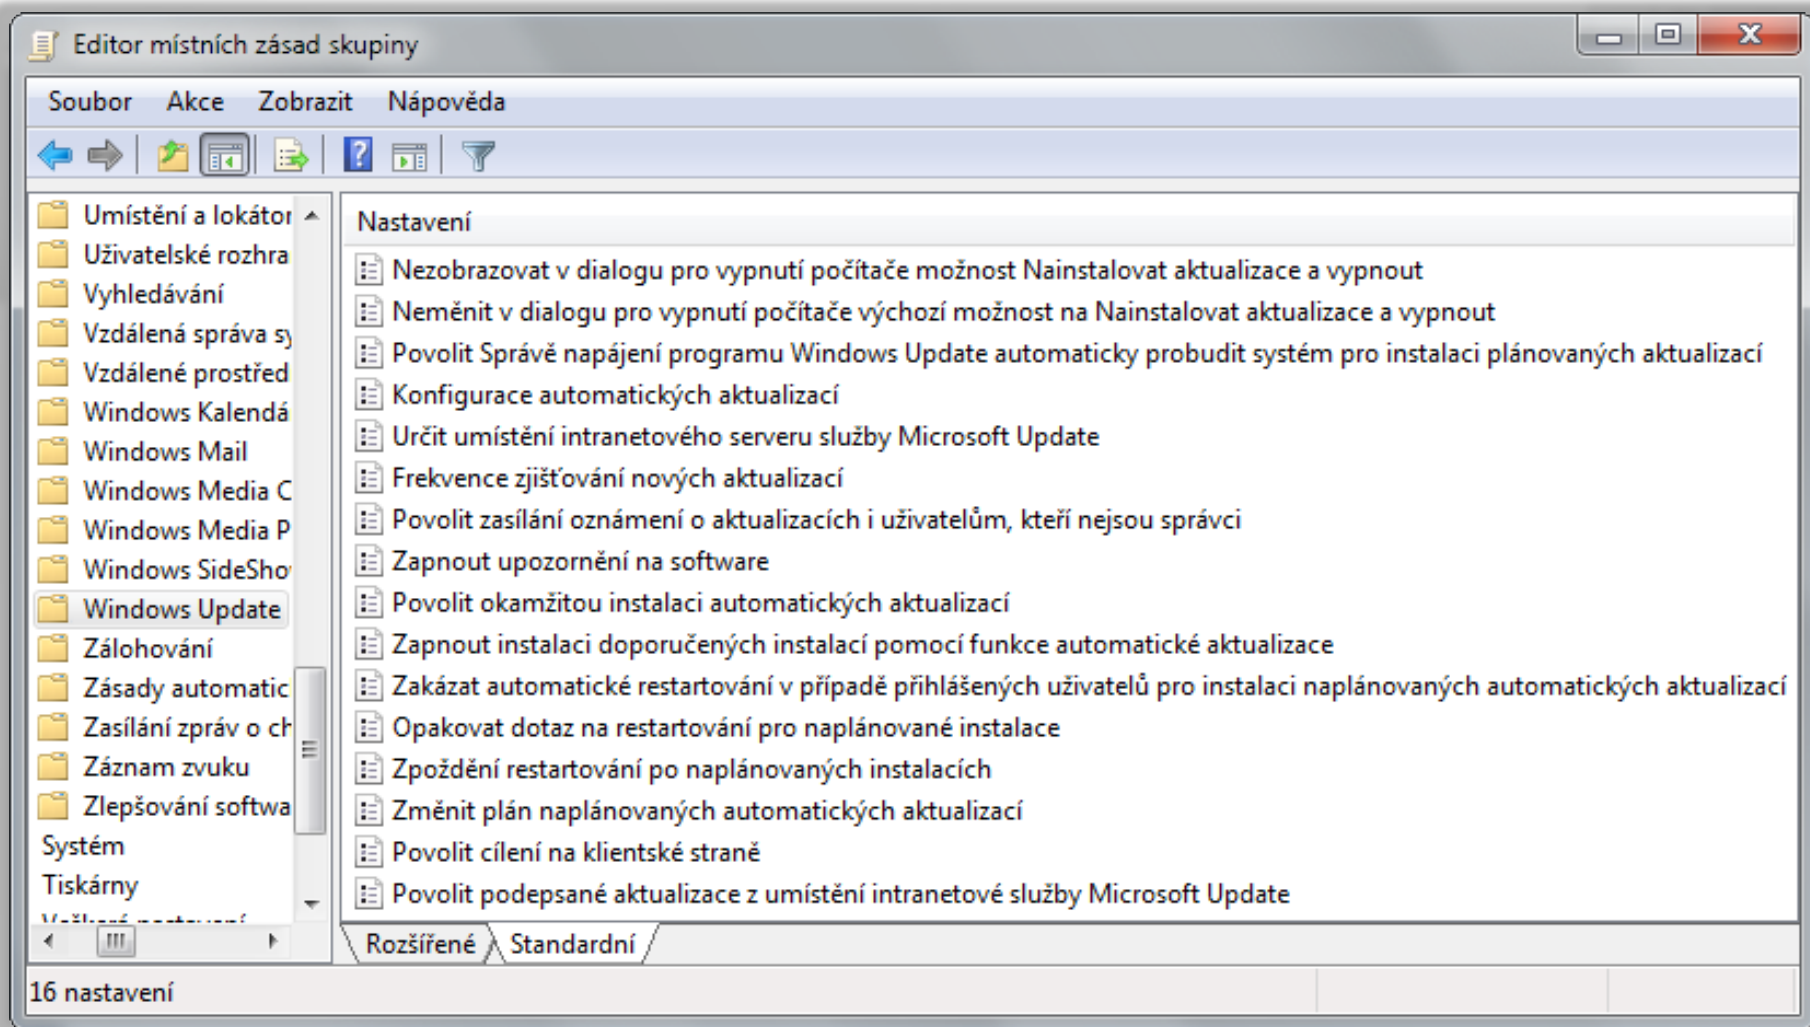 Editor místních zásad skupiny
Soubor Akce Zobrazit Nápověda
Umístění a lokátor
Uživatelské rozhra
Vyhledávání
Vzdálená správa sy
Vzdálené prostřed
Windows Kalendá
Windows Mail
Windows Media C
Windows Media P
Windows SideSho
Windows Update
Zálohování
Zásady automatic
Zasílání zpráv o ch
Záznam zvuku
Zlepšování softwa
Systém
Tiskárny
Nastavení
Nezobrazovat v dialogu pro vypnutí počítače možnost Nainstalovat aktualizace a vypnout
Neměnit v dialogu pro vypnutí počítače výchozí možnost na Nainstalovat aktualizace a vypnout
Povolit Správě napájení programu Windows Update automaticky probudit systém pro instalaci plánovaných aktualizací
Konfigurace automatických aktualizací
Určit umístění intranetového serveru služby Microsoft Update
Frekvence zjišťování nových aktualizací
Povolit zasílání oznámení o aktualizacích i uživatelům, kteří nejsou správci
Zapnout upozornění na software
Povolit okamžitou instalaci automatických aktualizací
Zapnout instalaci doporučených instalací pomocí funkce automatické aktualizace
Zakázat automatické restartování v případě přihlášených uživatelů pro instalaci naplánovaných automatických aktualizací
Opakovat dotaz na restartování pro naplánované instalace
Zpoždění restartování po naplánovaných instalacích
Změnit plán naplánovaných automatických aktualizací
Povolit cílení na klientské straně
Povolit podepsané aktualizace z umístění intranetové služby Microsoft Update
Rozšířené Standardní
16 nastavení